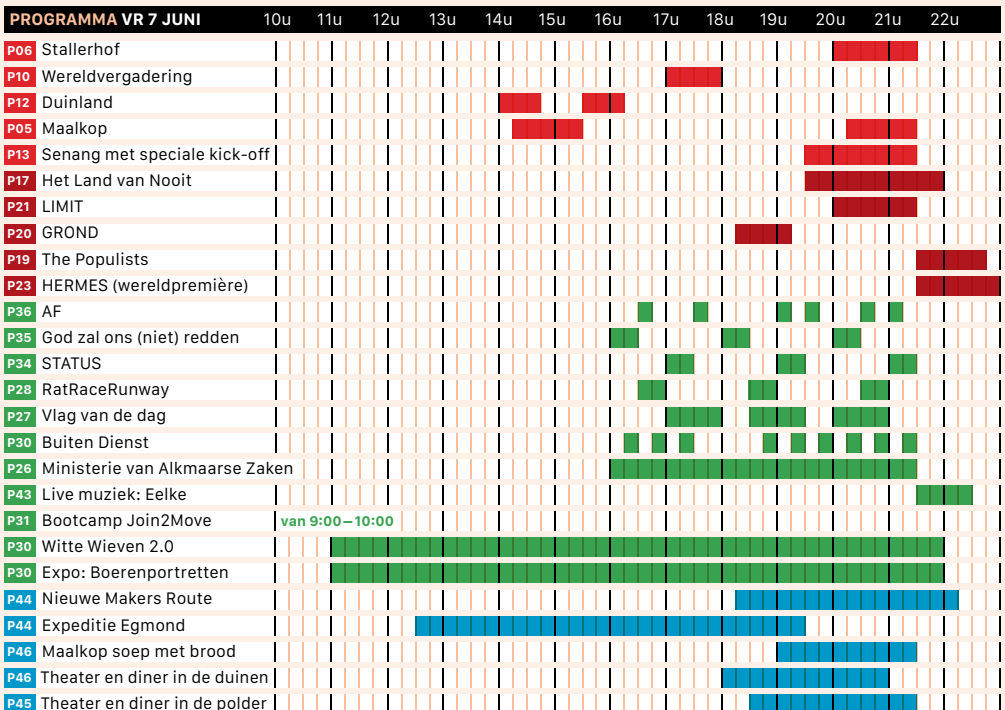 PROGRAMMA VR 7 JUNI 10u 11u 12u 13u 14u 15u 16u 17u 18u 19u 20u 21u 22u
P06 Stallerhof
P10 Wereldvergadering
P12 Duinland
P05 Maalkop
P13 Senang met speciale kick-off
P17 Het Land van Nooit
P21 LIMIT
P20 GROND
P19 The Populists
P23 HERMES (wereldpremière)
P36 AF
P35 God zal ons (niet) redden
P34 STATUS
P28 RatRaceRunway
P27 Vlag van de dag
P30 Buiten Dienst
P26 Ministerie van Alkmaarse Zaken
P43 Live muziek: Eelke
P31 Bootcamp Join2Move van 9:00–10:00
P30 Witte Wieven 2.0
P30 Expo: Boerenportretten
P44 Nieuwe Makers Route
P44 Expeditie Egmond
P46 Maalkop soep met brood
P46 Theater en diner in de duinen
P45 Theater en diner in de polder